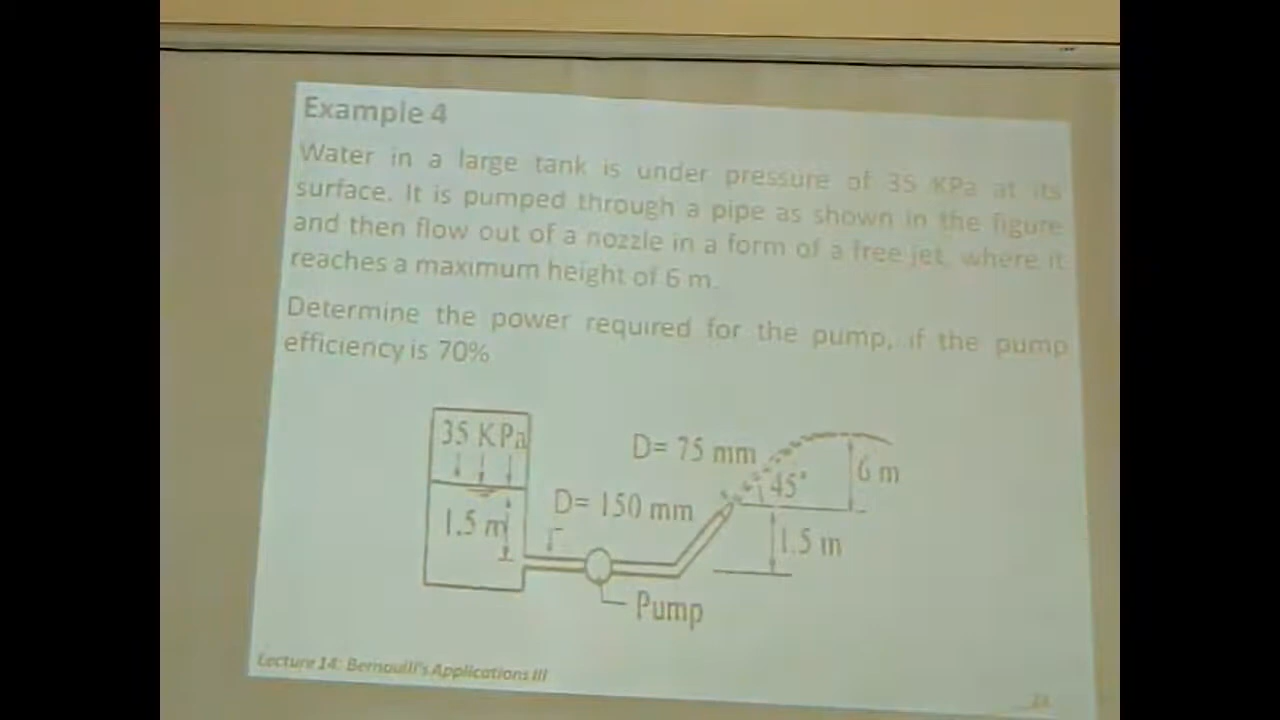 Example 4
Water in a large tank is under pressure of 35 KPa at its
surface. It is pumped through a pipe as shown in the figure
and then flow out of a nozzle in a form of a free jet, where it
reaches a maximum height of 6 m.
Determine the power required for the pump, if the pump
efficiency is 70%
35 KPa
D= 75 mm
6 m
45°
D= 150 mm
1.5 m
1.5 m
Pump
Lecture 14: Bernoulli's Applications III